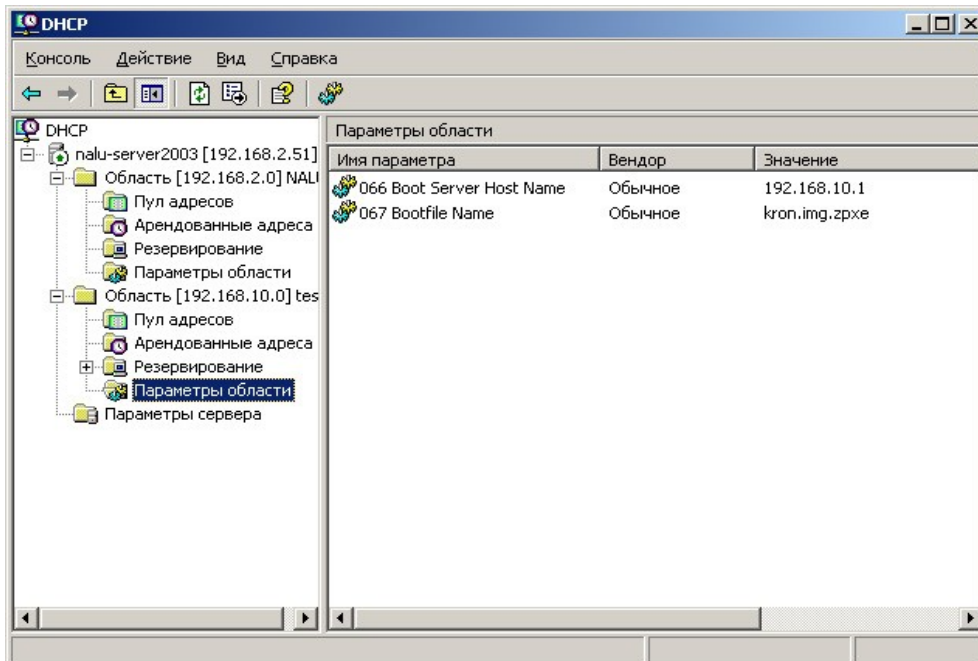 DHCP
Консоль Действие Вид Справка
DHCP
nalu-server2003 [192.168.2.51]
Область [192.168.2.0] NALU
Пул адресов
Арендованные адреса
Резервирование
Параметры области
Область [192.168.10.0] tes
Пул адресов
Арендованные адреса
Резервирование
Параметры области
Параметры сервера
Параметры области
Имя параметра Вендор Значение
066 Boot Server Host Name Обычное 192.168.10.1
067 Bootfile Name Обычное kron.img.zpxe